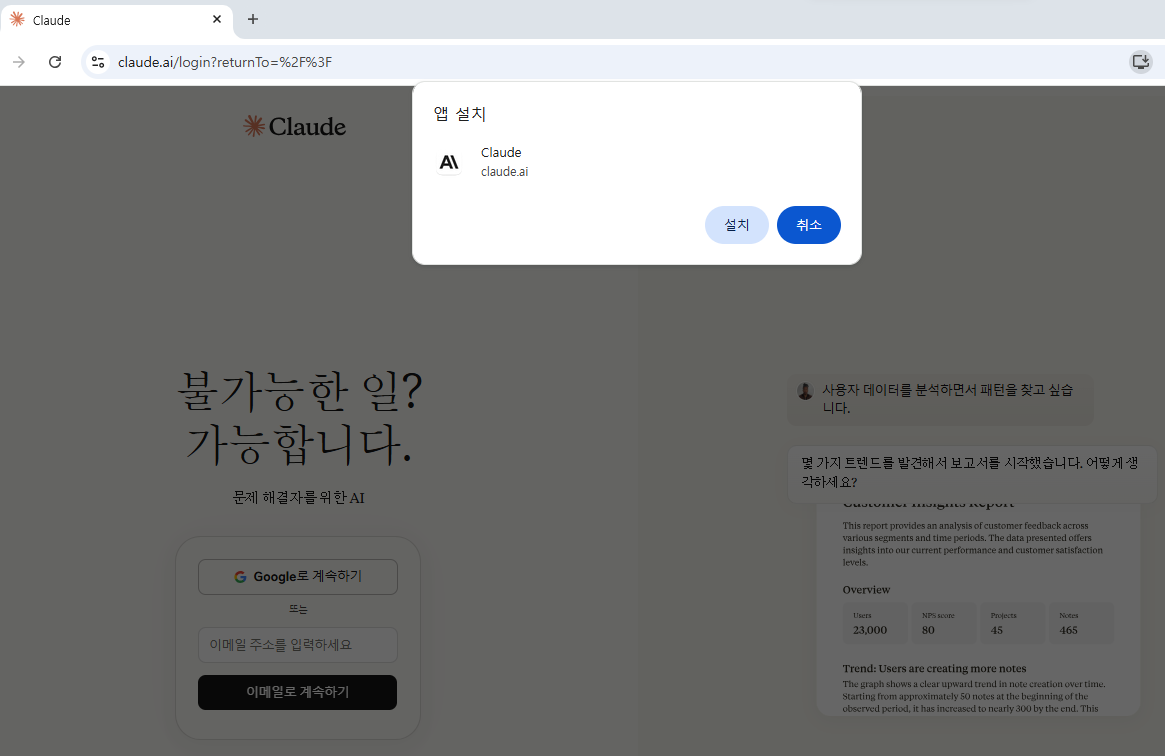 Claude
claude.ai/login?returnTo=%2F%3F
앱 설치
Claude
claude.ai
설치
취소
Claude
불가능한 일?
가능합니다.
문제 해결자를 위한 AI
Google로 계속하기
또는
이메일 주소를 입력하세요
이메일로 계속하기
사용자 데이터를 분석하면서 패턴을 찾고 싶습
니다.
몇 가지 트렌드를 발견해서 보고서를 시작했습니다. 어떻게 생
각하세요?
Customer Insights Report
This report provides an analysis of customer feedback across
various segments and time periods. The data presented offers
insights into our current performance and customer satisfaction
levels.
Overview
Users
23,000
NPS score
80
Projects
45
Notes
465
Trend: Users are creating more notes
The graph shows a clear upward trend in note creation over time.
Starting from approximately 50 notes at the beginning of the
observed period, it has increased to nearly 300 by the end. This